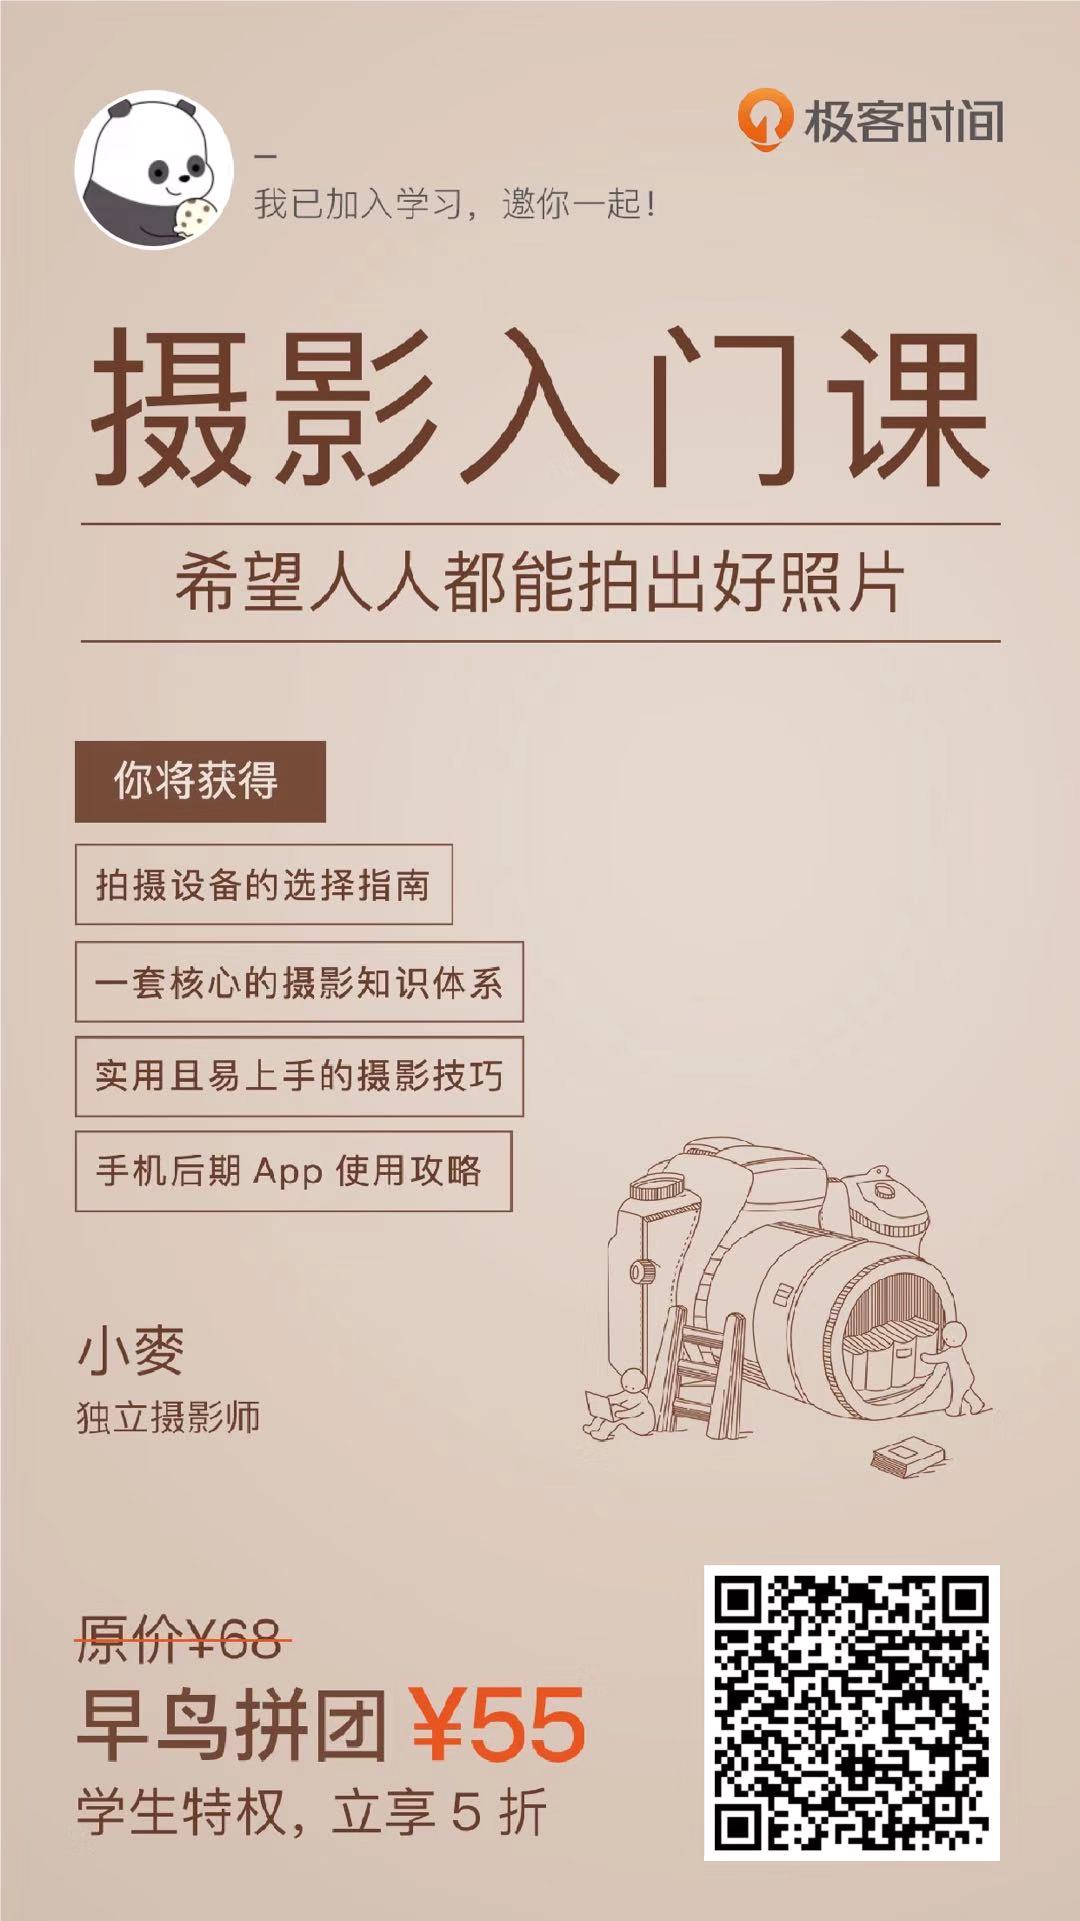 极客时间
–
我已加入学习，邀你一起！
摄影入门课
希望人人都能拍出好照片
你将获得
拍摄设备的选择指南
一套核心的摄影知识体系
实用且易上手的摄影技巧
手机后期 App 使用攻略
小麥
独立摄影师
原价¥68
早鸟拼团 ¥55
学生特权，立享 5 折